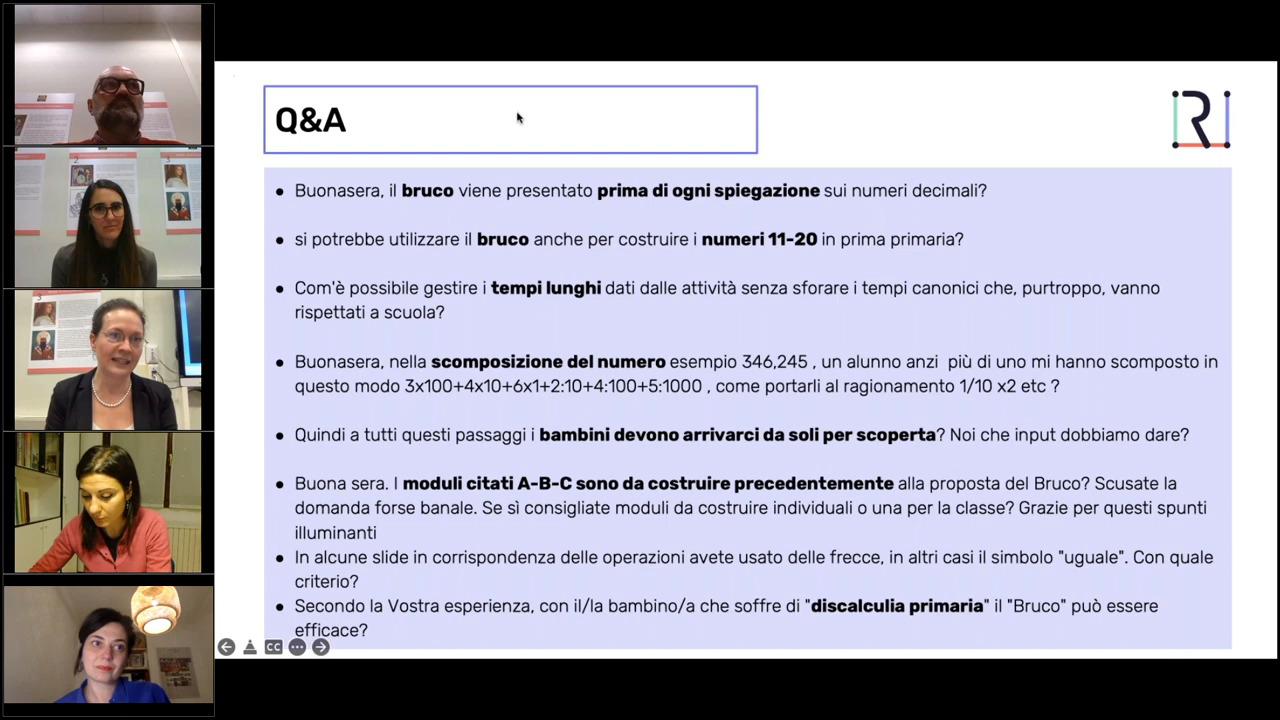 Q&A
R
● Buonasera, il bruco viene presentato prima di ogni spiegazione sui numeri decimali?
● si potrebbe utilizzare il bruco anche per costruire i numeri 11-20 in prima primaria?
● Com'è possibile gestire i tempi lunghi dati dalle attività senza sforare i tempi canonici che, purtroppo, vanno
rispettati a scuola?
● Buonasera, nella scomposizione del numero esempio 346,245 , un alunno anzi più di uno mi hanno scomposto in
questo modo 3x100+4x10+6x1+2:10+4:100+5:1000 , come portarli al ragionamento 1/10 x2 etc ?
● Quindi a tutti questi passaggi i bambini devono arrivarci da soli per scoperta? Noi che input dobbiamo dare?
● Buona sera. I moduli citati A-B-C sono da costruire precedentemente alla proposta del Bruco? Scusate la
domanda forse banale. Se sì consigliate moduli da costruire individuali o una per la classe? Grazie per questi spunti
illuminanti
● In alcune slide in corrispondenza delle operazioni avete usato delle frecce, in altri casi il simbolo "uguale". Con quale
criterio?
● Secondo la Vostra esperienza, con il/la bambino/a che soffre di "discalculia primaria" il "Bruco" può essere
efficace?
CC
2
3
3